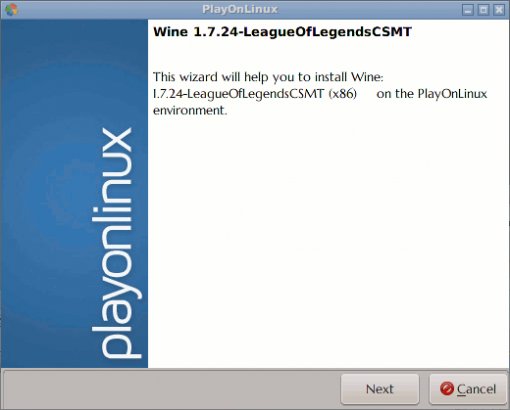 PlayOnLinux
Wine 1.7.24-LeagueOfLegendsCSMT
This wizard will help you to install Wine:
1.7.24-LeagueOfLegendsCSMT (x86) on the PlayOnLinux
environment.
playonlinux
Next
Cancel